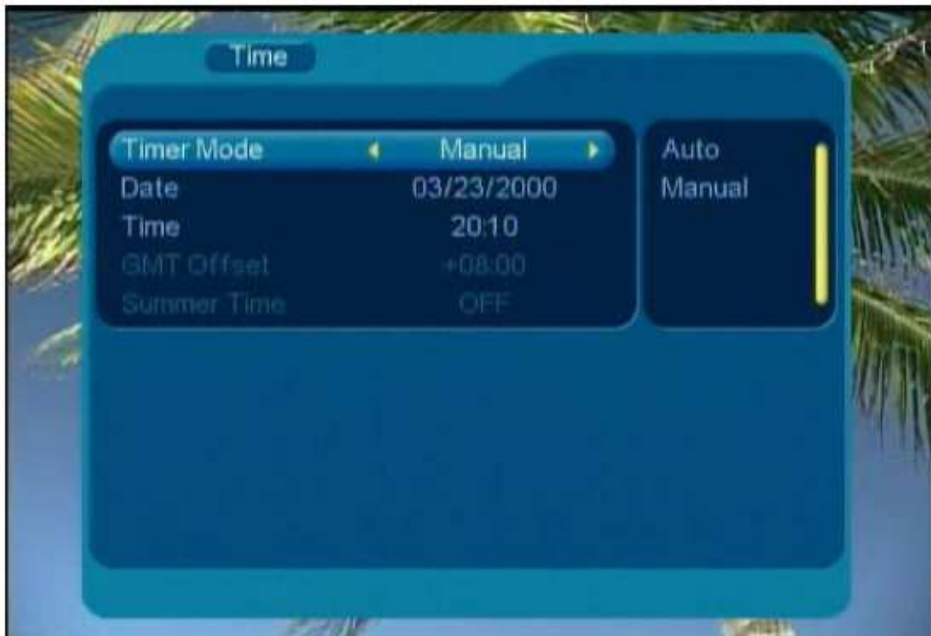 Time
Timer Mode Manual
Date 03/23/2000
Time 20:10
GMT Offset +08:00
Summer Time OFF
Auto
Manual